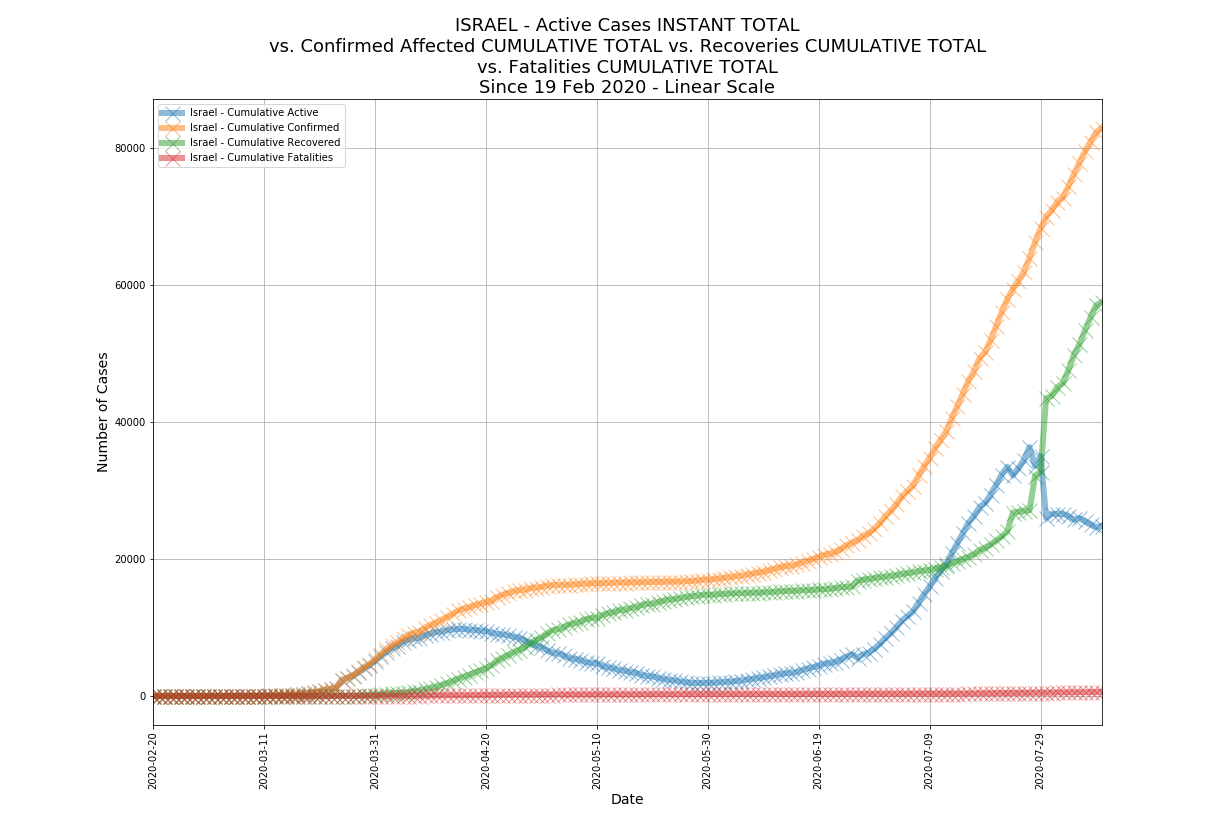 ISRAEL - Active Cases INSTANT TOTAL
vs. Confirmed Affected CUMULATIVE TOTAL vs. Recoveries CUMULATIVE TOTAL
vs. Fatalities CUMULATIVE TOTAL
Since 19 Feb 2020 - Linear Scale
Israel - Cumulative Active
Israel - Cumulative Confirmed
Israel - Cumulative Recovered
Israel - Cumulative Fatalities
80000
60000
40000
20000
0
Number of Cases
2020-02-20
2020-03-11
2020-03-31
2020-04-20
2020-05-10
2020-05-30
2020-06-19
2020-07-09
2020-07-29
Date